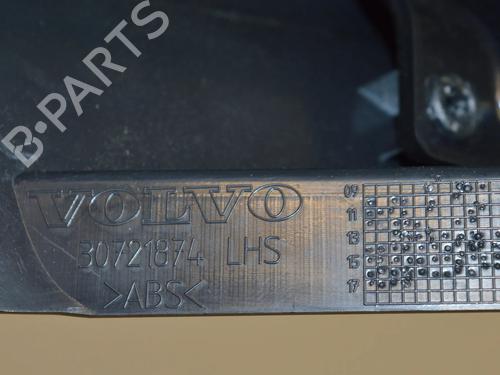 B-PARTS
VOLVO
30721874 LHS
>ABS<
09
11
13
15
17